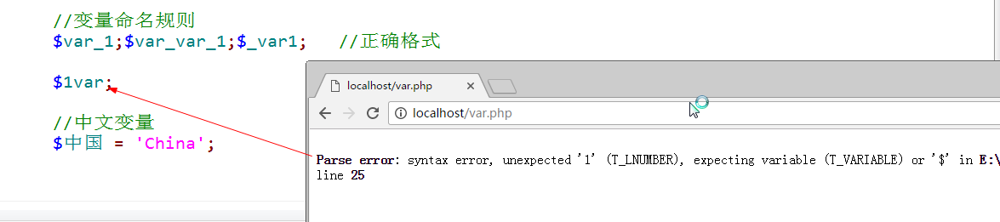 //变量命名规则
$var_1;$var_var_1;$_var1;   //正确格式
$1var;
//中文变量
$中国 = 'China';
localhost/var.php
localhost/var.php
Parse error: syntax error, unexpected '1' (T_LNUMBER), expecting variable (T_VARIABLE) or '$' in E:\
line 25